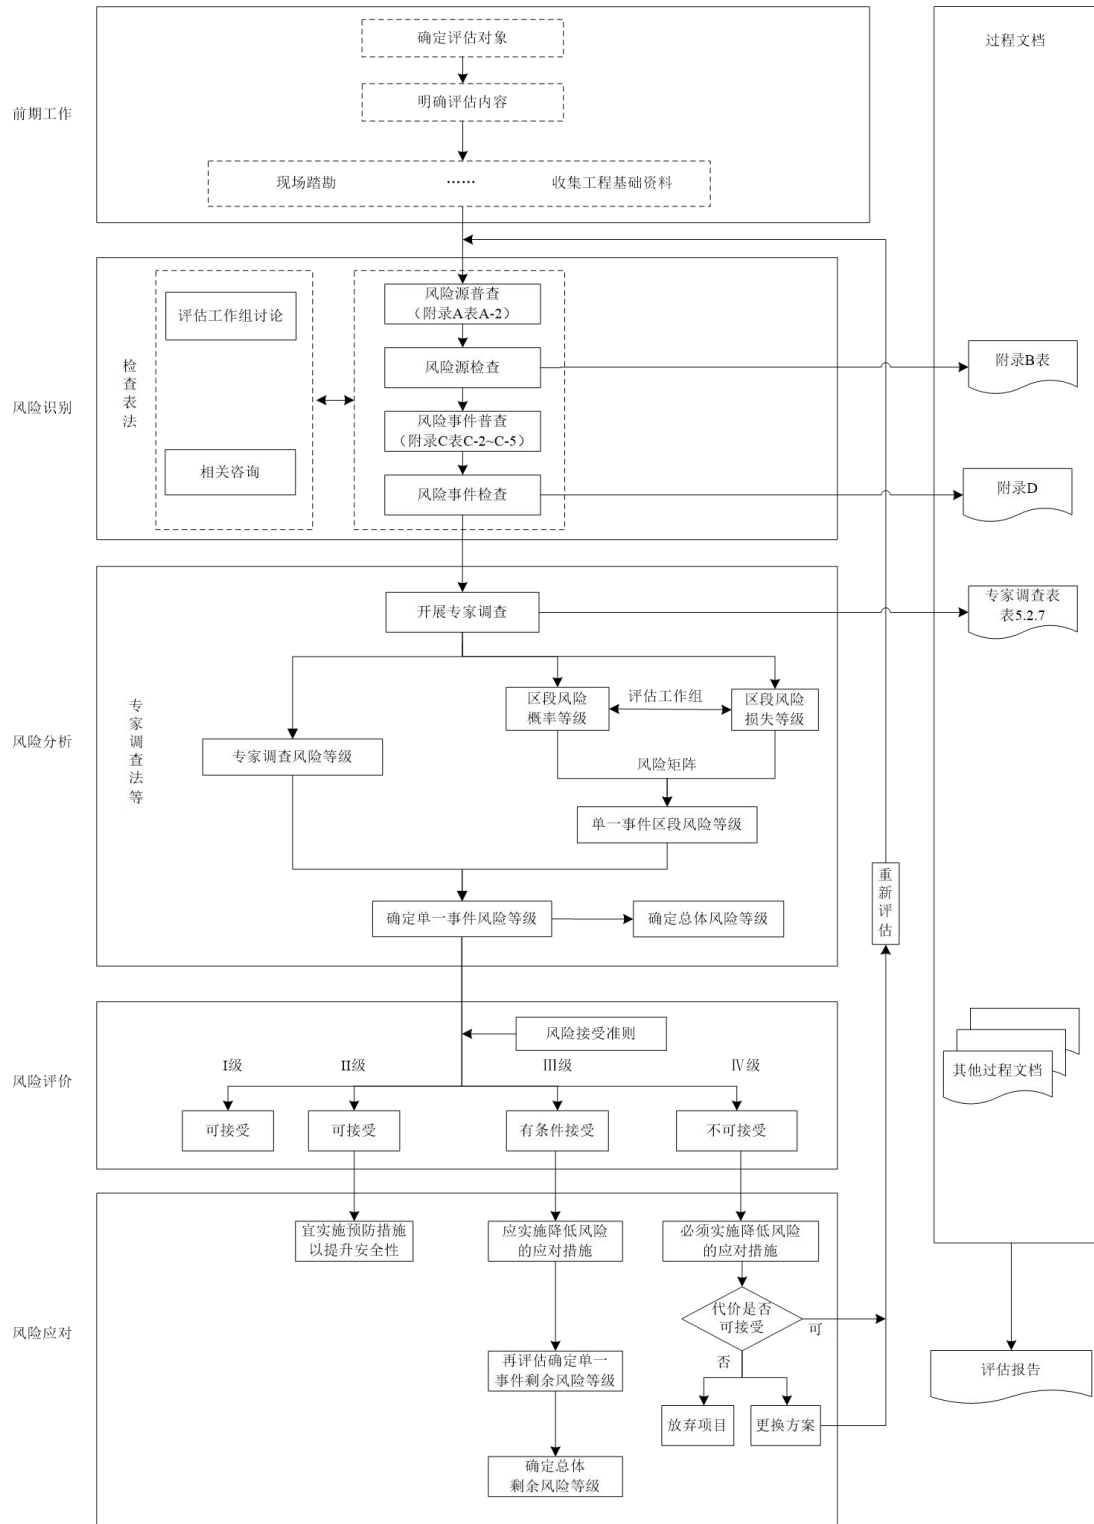 过程文档
前期工作
确定评估对象
明确评估内容
现场踏勘
……
收集工程基础资料
风险识别
检查表法
评估工作组讨论
相关咨询
风险源普查
（附录A表A-2）
风险源检查
风险事件普查
（附录C表C-2~C-5）
风险事件检查
附录B表
附录D
风险分析
专家调查法等
开展专家调查
专家调查表
表5.2.7
区段风险
概率等级
评估工作组
区段风险
损失等级
专家调查风险等级
风险矩阵
单一事件区段风险等级
确定单一事件风险等级
确定总体风险等级
重新评估
风险评价
风险接受准则
I级
II级
III级
Ⅳ级
可接受
可接受
有条件接受
不可接受
其他过程文档
风险应对
宜实施预防措施
以提升安全性
应实施降低风险
的应对措施
必须实施降低风险
的应对措施
代价是否
可接受
可
否
再评估确定单一
事件剩余风险等级
放弃项目
更换方案
确定总体
剩余风险等级
评估报告